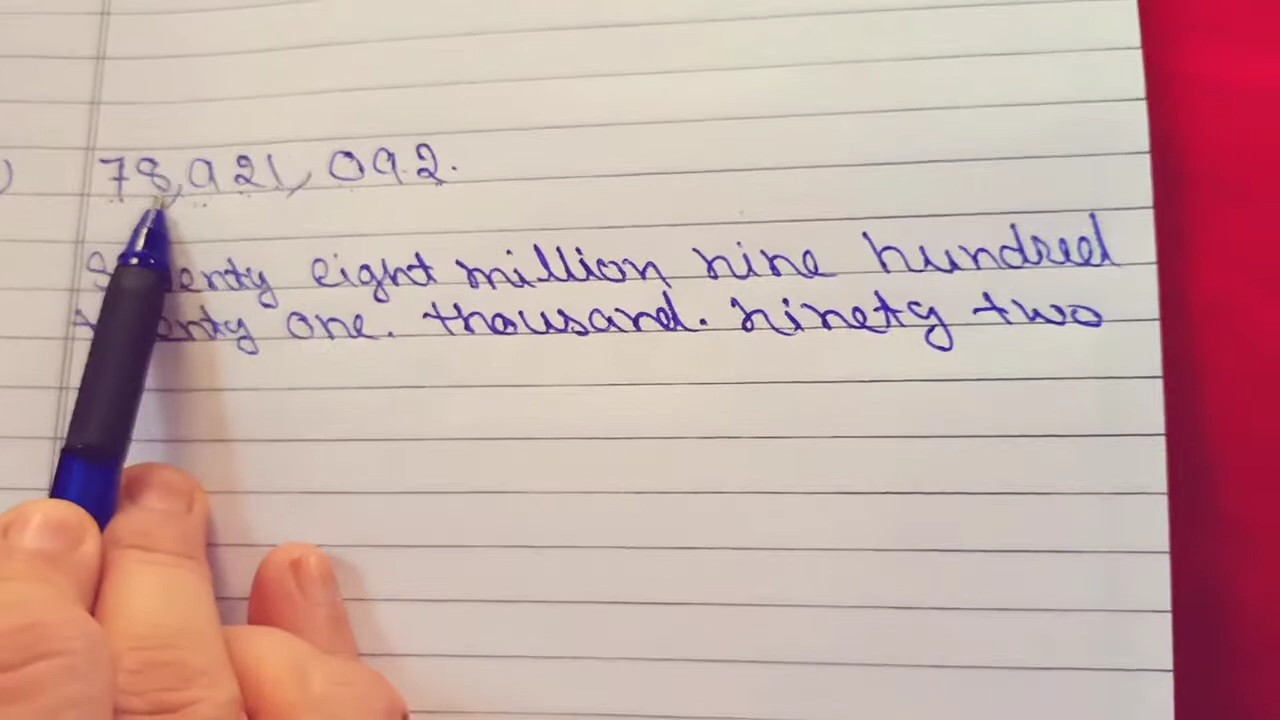 ) 78,921, 092.
eight million nine hundred
one. thousand. ninety two